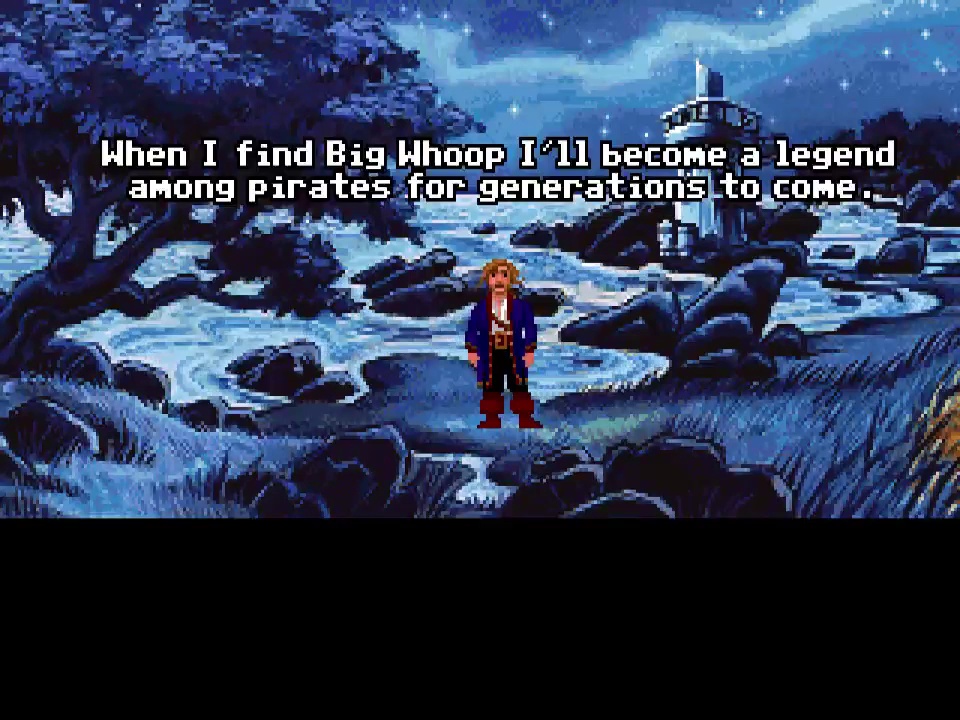 When I find Big Whoop I'll become a legend
among pirates for generations to come.